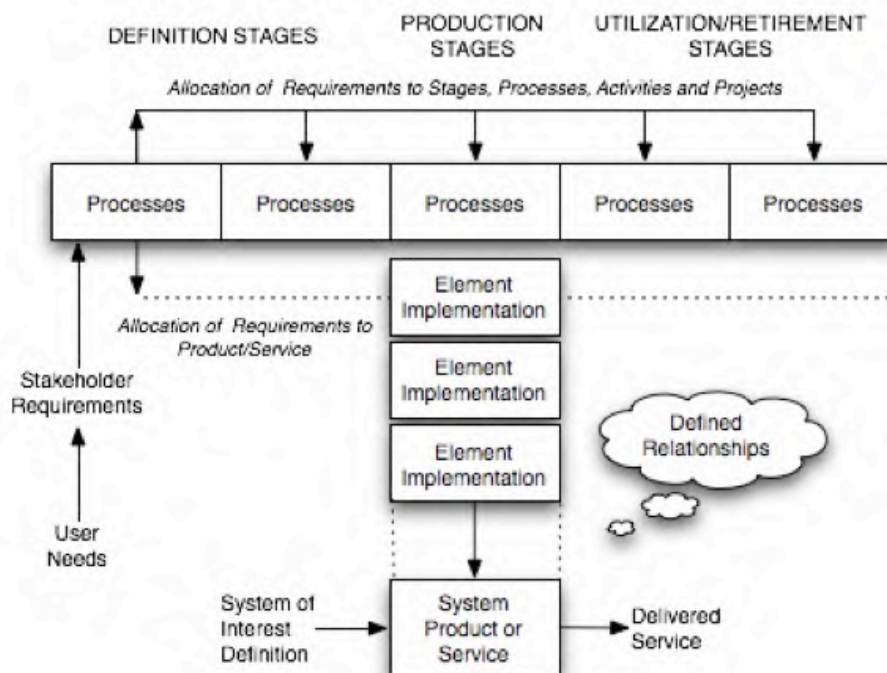 DEFINITION STAGES
PRODUCTION
STAGES
UTILIZATION/RETIREMENT
STAGES
Allocation of Requirements to Stages, Processes, Activities and Projects
Processes
Processes
Processes
Processes
Processes
Element
Implementation
Allocation of Requirements to
Product/Service
Element
Implementation
Stakeholder
Requirements
Defined
Relationships
Element
Implementation
User
Needs
System of
Interest
Definition
System
Product or
Service
Delivered
Service